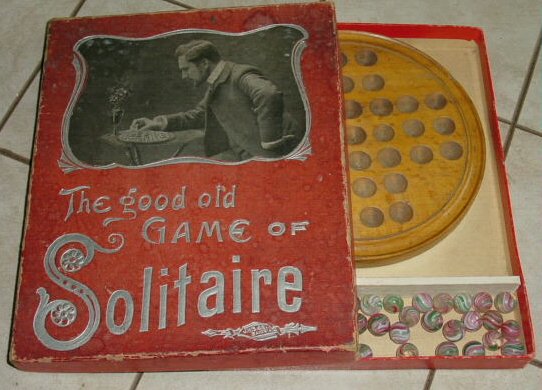 The good old
GAME OF
Solitaire